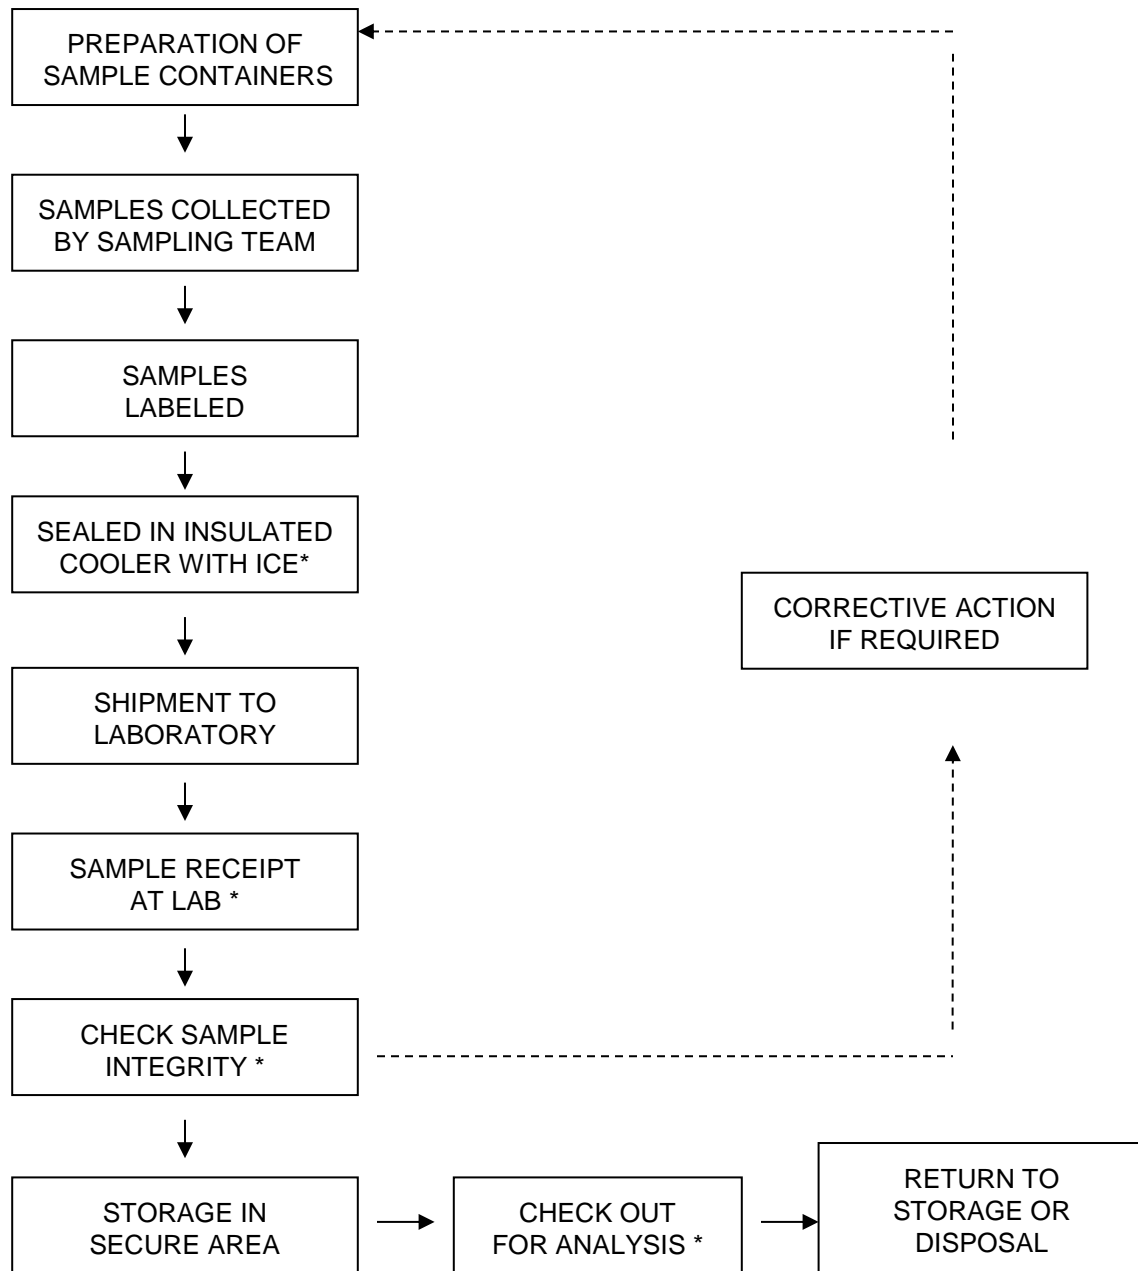 PREPARATION OF
SAMPLE CONTAINERS
SAMPLES COLLECTED
BY SAMPLING TEAM
SAMPLES
LABELED
SEALED IN INSULATED
COOLER WITH ICE*
CORRECTIVE ACTION
IF REQUIRED
SHIPMENT TO
LABORATORY
SAMPLE RECEIPT
AT LAB *
CHECK SAMPLE
INTEGRITY *
STORAGE IN
SECURE AREA
CHECK OUT
FOR ANALYSIS *
RETURN TO
STORAGE OR
DISPOSAL